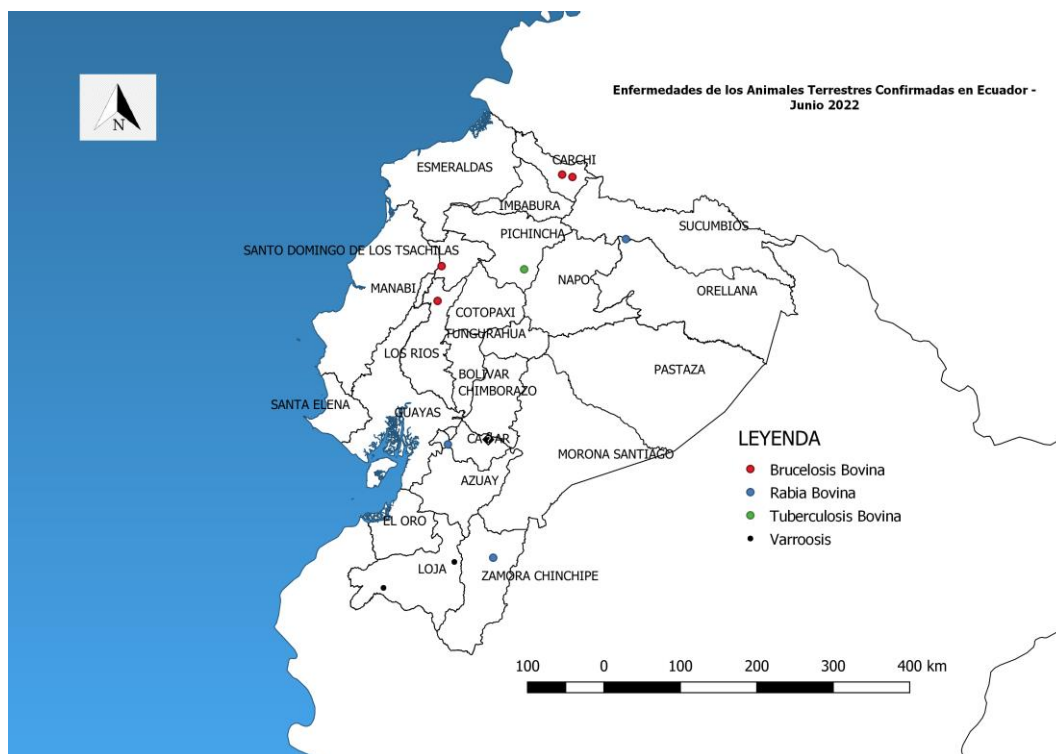 Enfermedades de los Animales Terrestres Confirmadas en Ecuador -
Junio 2022
N
ESMERALDAS
CARCHI
IMBABURA
SUCUMBIOS
PICHINCHA
SANTO DOMINGO DE LOS TSACHILAS
MANABI
NAPO
ORELLANA
COTOPAXI
TUNGURAHUA
LOS RIOS
PASTAZA
BOLIVAR
CHIMBORAZO
SANTA ELENA
GUAYAS
MORONA SANTIAGO
AZUAY
EL ORO
LOJA
ZAMORA CHINCHIPE
LEYENDA
Brucelosis Bovina
Rabia Bovina
Tuberculosis Bovina
Varroosis
100 0 100 200 300 400 km